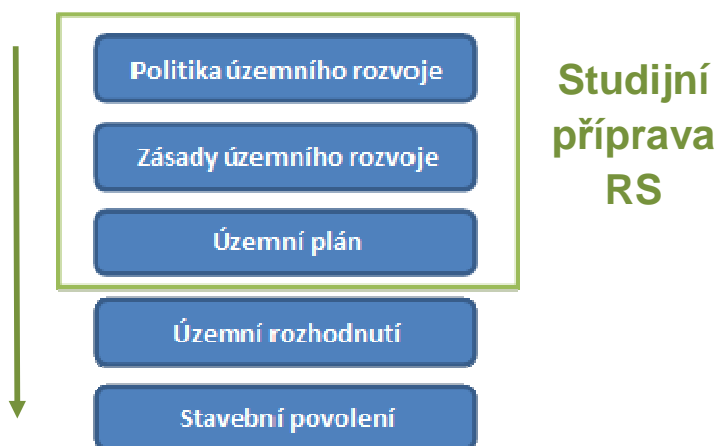 Politika územního rozvoje
Zásady územního rozvoje
Územní plán
Územní rozhodnutí
Stavební povolení
Studijní
příprava
RS